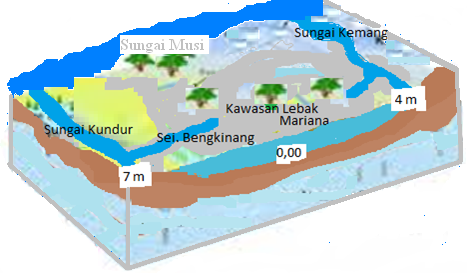 Sungai Kemang
Sungai Musi
4 m
Kawasan Lebak
Mariana
Sungai Kundur
Sei. Bengkinang
0,00
7 m